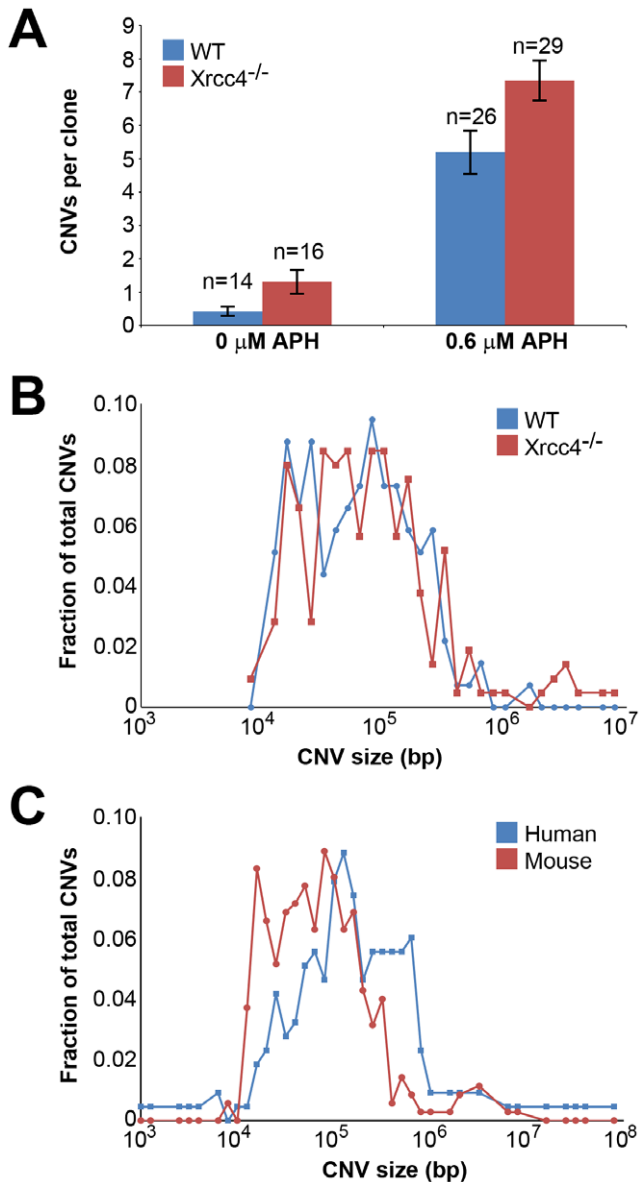 A
WT
Xrcc4-/-
CNVs per clone
9
8
7
6
5
4
3
2
1
0
n=14
n=16
n=26
n=29
0 μM APH
0.6 μM APH
B
WT
Xrcc4-/-
Fraction of total CNVs
0.10
0.08
0.06
0.04
0.02
0
10^3
10^4
10^5
10^6
10^7
CNV size (bp)
C
Human
Mouse
Fraction of total CNVs
0.10
0.08
0.06
0.04
0.02
0
10^3
10^4
10^5
10^6
10^7
10^8
CNV size (bp)